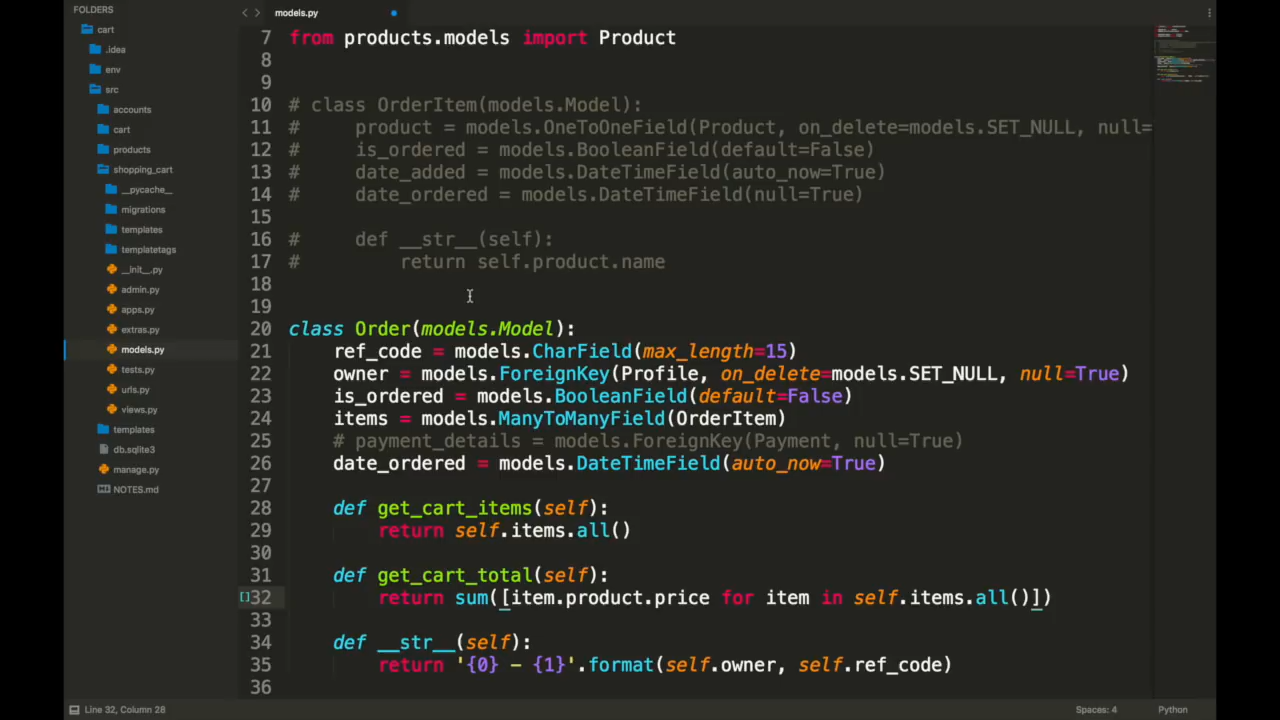 FOLDERS
cart
.idea
env
src
accounts
cart
products
shopping_cart
__pycache__
migrations
templates
templatetags
__init__.py
admin.py
apps.py
extras.py
models.py
tests.py
urls.py
views.py
templates
db.sqlite3
manage.py
NOTES.md
models.py
7 from products.models import Product
8
9
10 # class OrderItem(models.Model):
11 #     product = models.OneToOneField(Product, on_delete=models.SET_NULL, null=
12 #     is_ordered = models.BooleanField(default=False)
13 #     date_added = models.DateTimeField(auto_now=True)
14 #     date_ordered = models.DateTimeField(null=True)
15
16 #     def __str__(self):
17 #         return self.product.name
18
19
20 class Order(models.Model):
21     ref_code = models.CharField(max_length=15)
22     owner = models.ForeignKey(Profile, on_delete=models.SET_NULL, null=True)
23     is_ordered = models.BooleanField(default=False)
24     items = models.ManyToManyField(OrderItem)
25     # payment_details = models.ForeignKey(Payment, null=True)
26     date_ordered = models.DateTimeField(auto_now=True)
27
28     def get_cart_items(self):
29         return self.items.all()
30
31     def get_cart_total(self):
32         return sum([item.product.price for item in self.items.all()])
33
34     def __str__(self):
35         return '{0} - {1}'.format(self.owner, self.ref_code)
36
Line 32, Column 28
Spaces: 4
Python